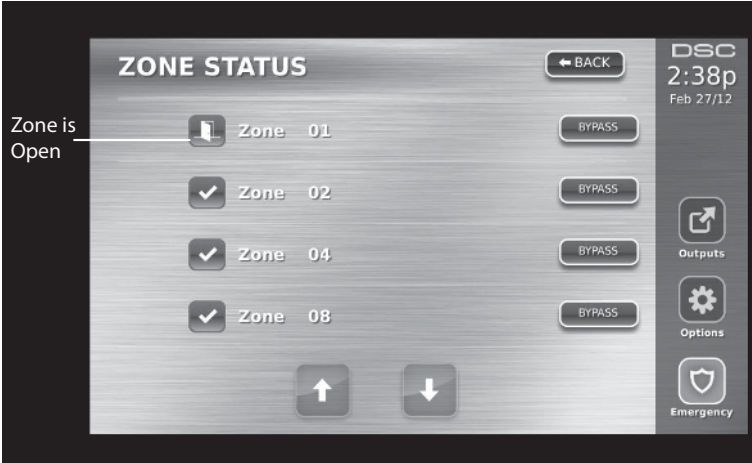 ZONE STATUS
BACK
DSC
2:38p
Feb 27/12
Zone is
Open
Zone 01
BYPASS
Zone 02
BYPASS
Zone 04
BYPASS
Zone 08
BYPASS
Outputs
Options
Emergency